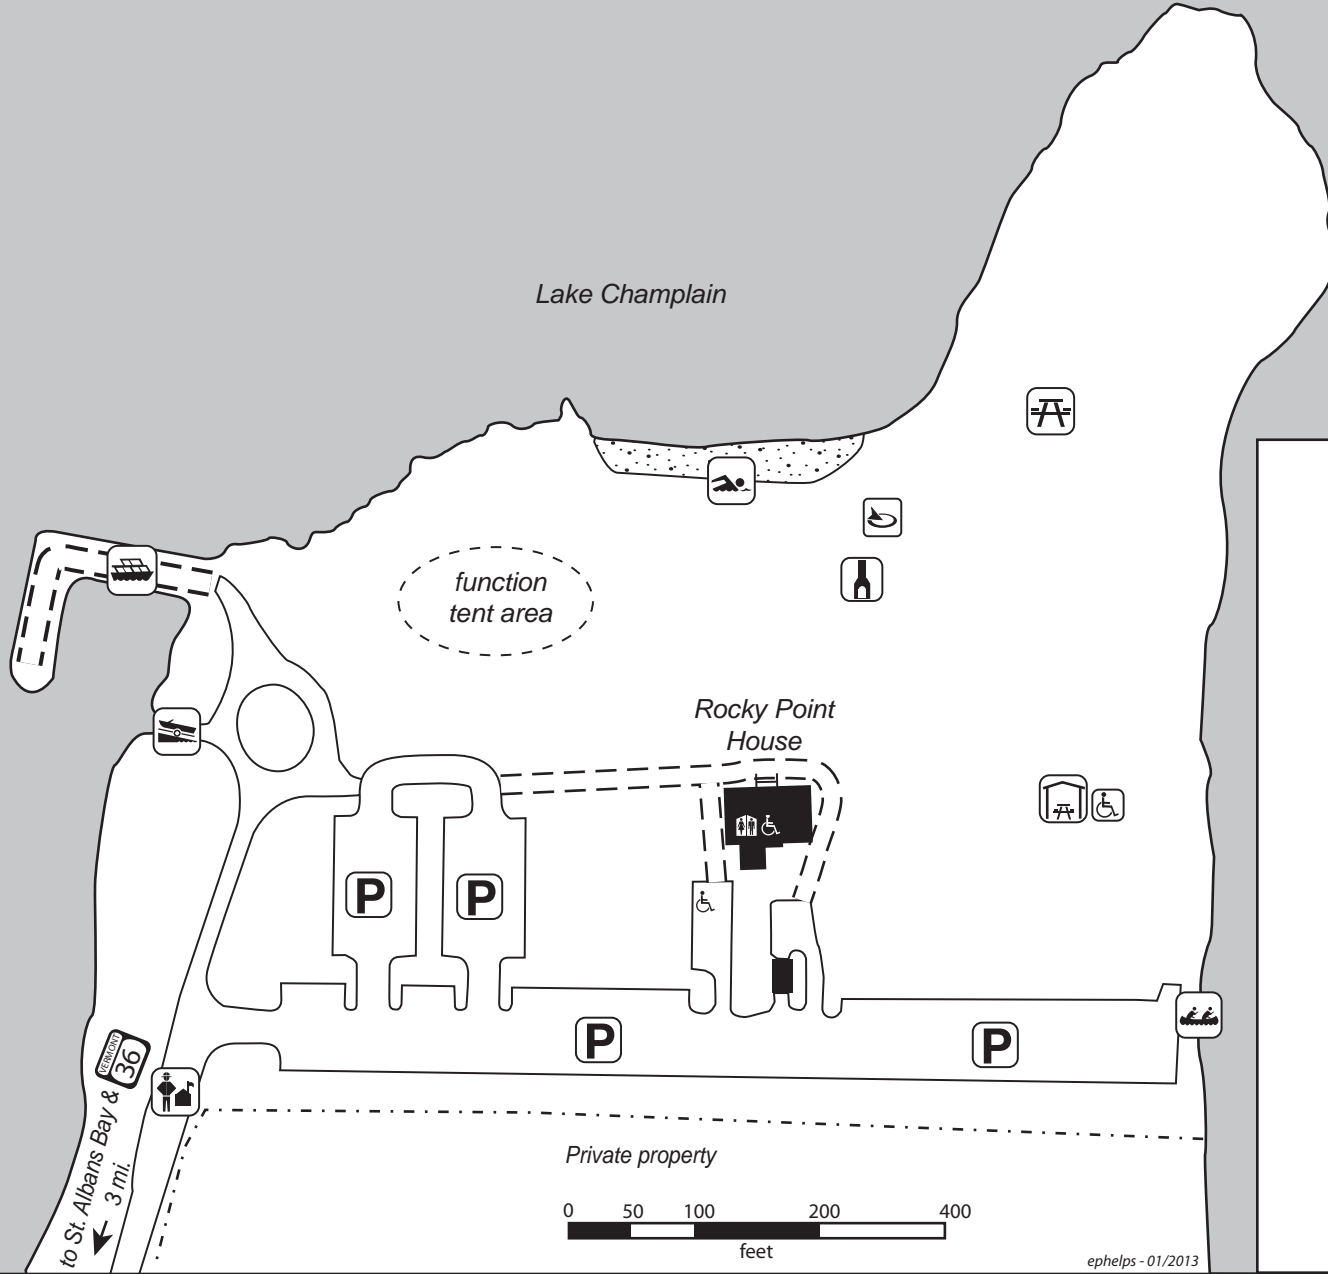 Lake Champlain
function
tent area
Rocky Point
House
P
P
P
P
VERMONT
36
to St. Albans Bay &
3 mi.
Private property
0 50 100 200 400
feet
ephelps - 01/2013